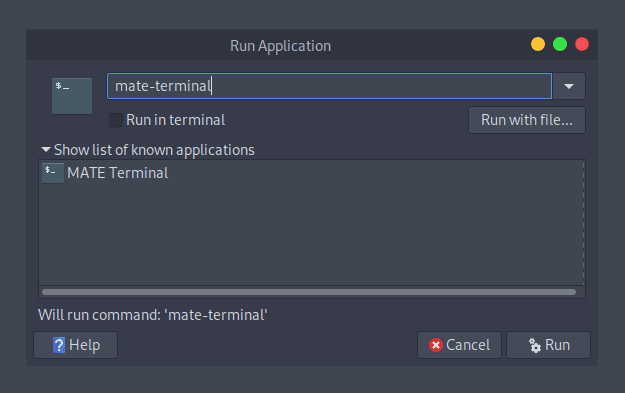 Run Application
$_
mate-terminal
Run in terminal
Run with file...
Show list of known applications
$_ MATE Terminal
Will run command: 'mate-terminal'
? Help
Cancel
Run